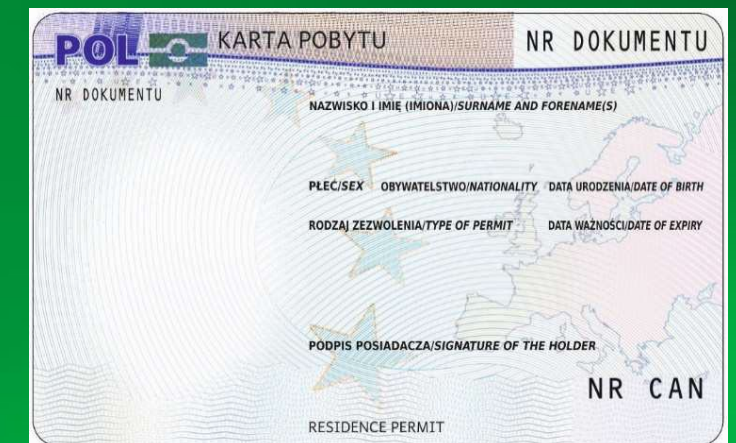 POL KARTA POBYTU NR DOKUMENTU
NR DOKUMENTU
NAZWISKO I IMIĘ (IMIONA)/SURNAME AND FORENAME(S)
PŁEĆ/SEX OBYWATELSTWO/NATIONALITY DATA URODZENIA/DATE OF BIRTH
RODZAJ ZEZWOLENIA/TYPE OF PERMIT DATA WAŻNOŚCI/DATE OF EXPIRY
PODPIS POSIADACZA/SIGNATURE OF THE HOLDER
NR CAN
RESIDENCE PERMIT